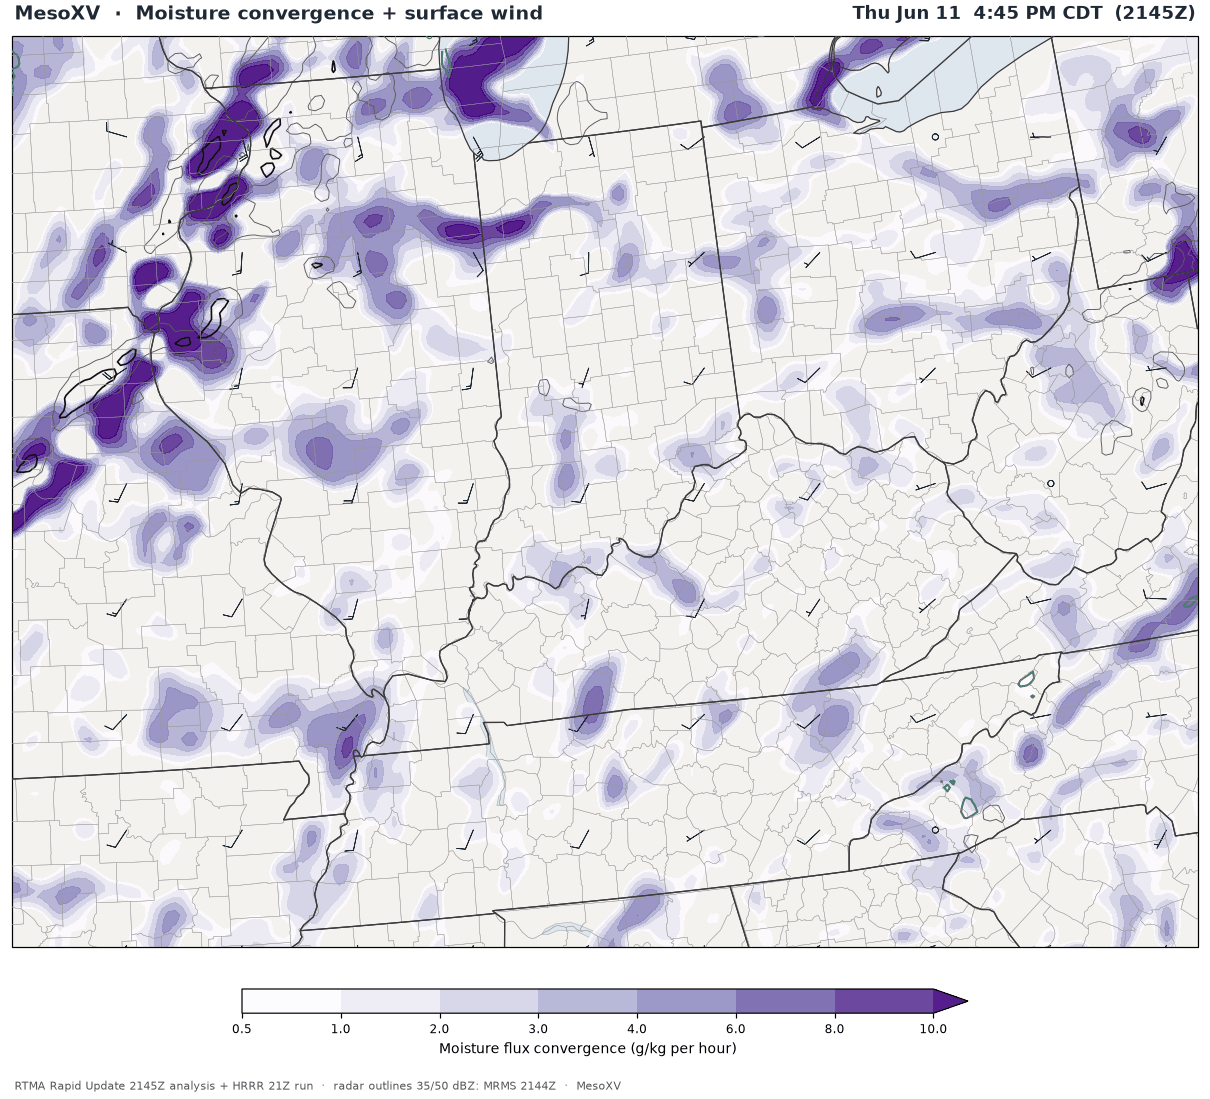 MesoXV · Moisture convergence + surface wind
Thu Jun 11 4:45 PM CDT (2145Z)
0.5 1.0 2.0 3.0 4.0 6.0 8.0 10.0
Moisture flux convergence (g/kg per hour)
RTMA Rapid Update 2145Z analysis + HRRR 21Z run · radar outlines 35/50 dBZ: MRMS 2144Z · MesoXV